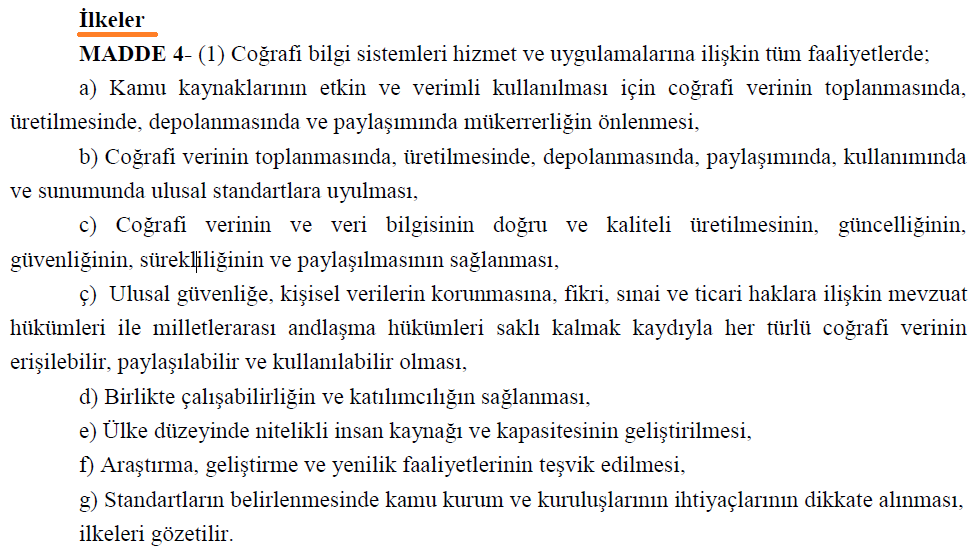 İlkeler
MADDE 4- (1) Coğrafi bilgi sistemleri hizmet ve uygulamalarına ilişkin tüm faaliyetlerde;
a) Kamu kaynaklarının etkin ve verimli kullanılması için coğrafi verinin toplanmasında,
üretilmesinde, depolanmasında ve paylaşımında mükerrerliğin önlenmesi,
b) Coğrafi verinin toplanmasında, üretilmesinde, depolanmasında, paylaşımında, kullanımında
ve sunumunda ulusal standartlara uyulması,
c) Coğrafi verinin ve veri bilgisinin doğru ve kaliteli üretilmesinin, güncelliğinin,
güvenliğinin, sürekliliğinin ve paylaşılmasının sağlanması,
ç) Ulusal güvenliğe, kişisel verilerin korunmasına, fikri, sınai ve ticari haklara ilişkin mevzuat
hükümleri ile milletlerarası andlaşma hükümleri saklı kalmak kaydıyla her türlü coğrafi verinin
erişilebilir, paylaşılabilir ve kullanılabilir olması,
d) Birlikte çalışabilirliğin ve katılımcılığın sağlanması,
e) Ülke düzeyinde nitelikli insan kaynağı ve kapasitesinin geliştirilmesi,
f) Araştırma, geliştirme ve yenilik faaliyetlerinin teşvik edilmesi,
g) Standartların belirlenmesinde kamu kurum ve kuruluşlarının ihtiyaçlarının dikkate alınması,
ilkeleri gözetilir.